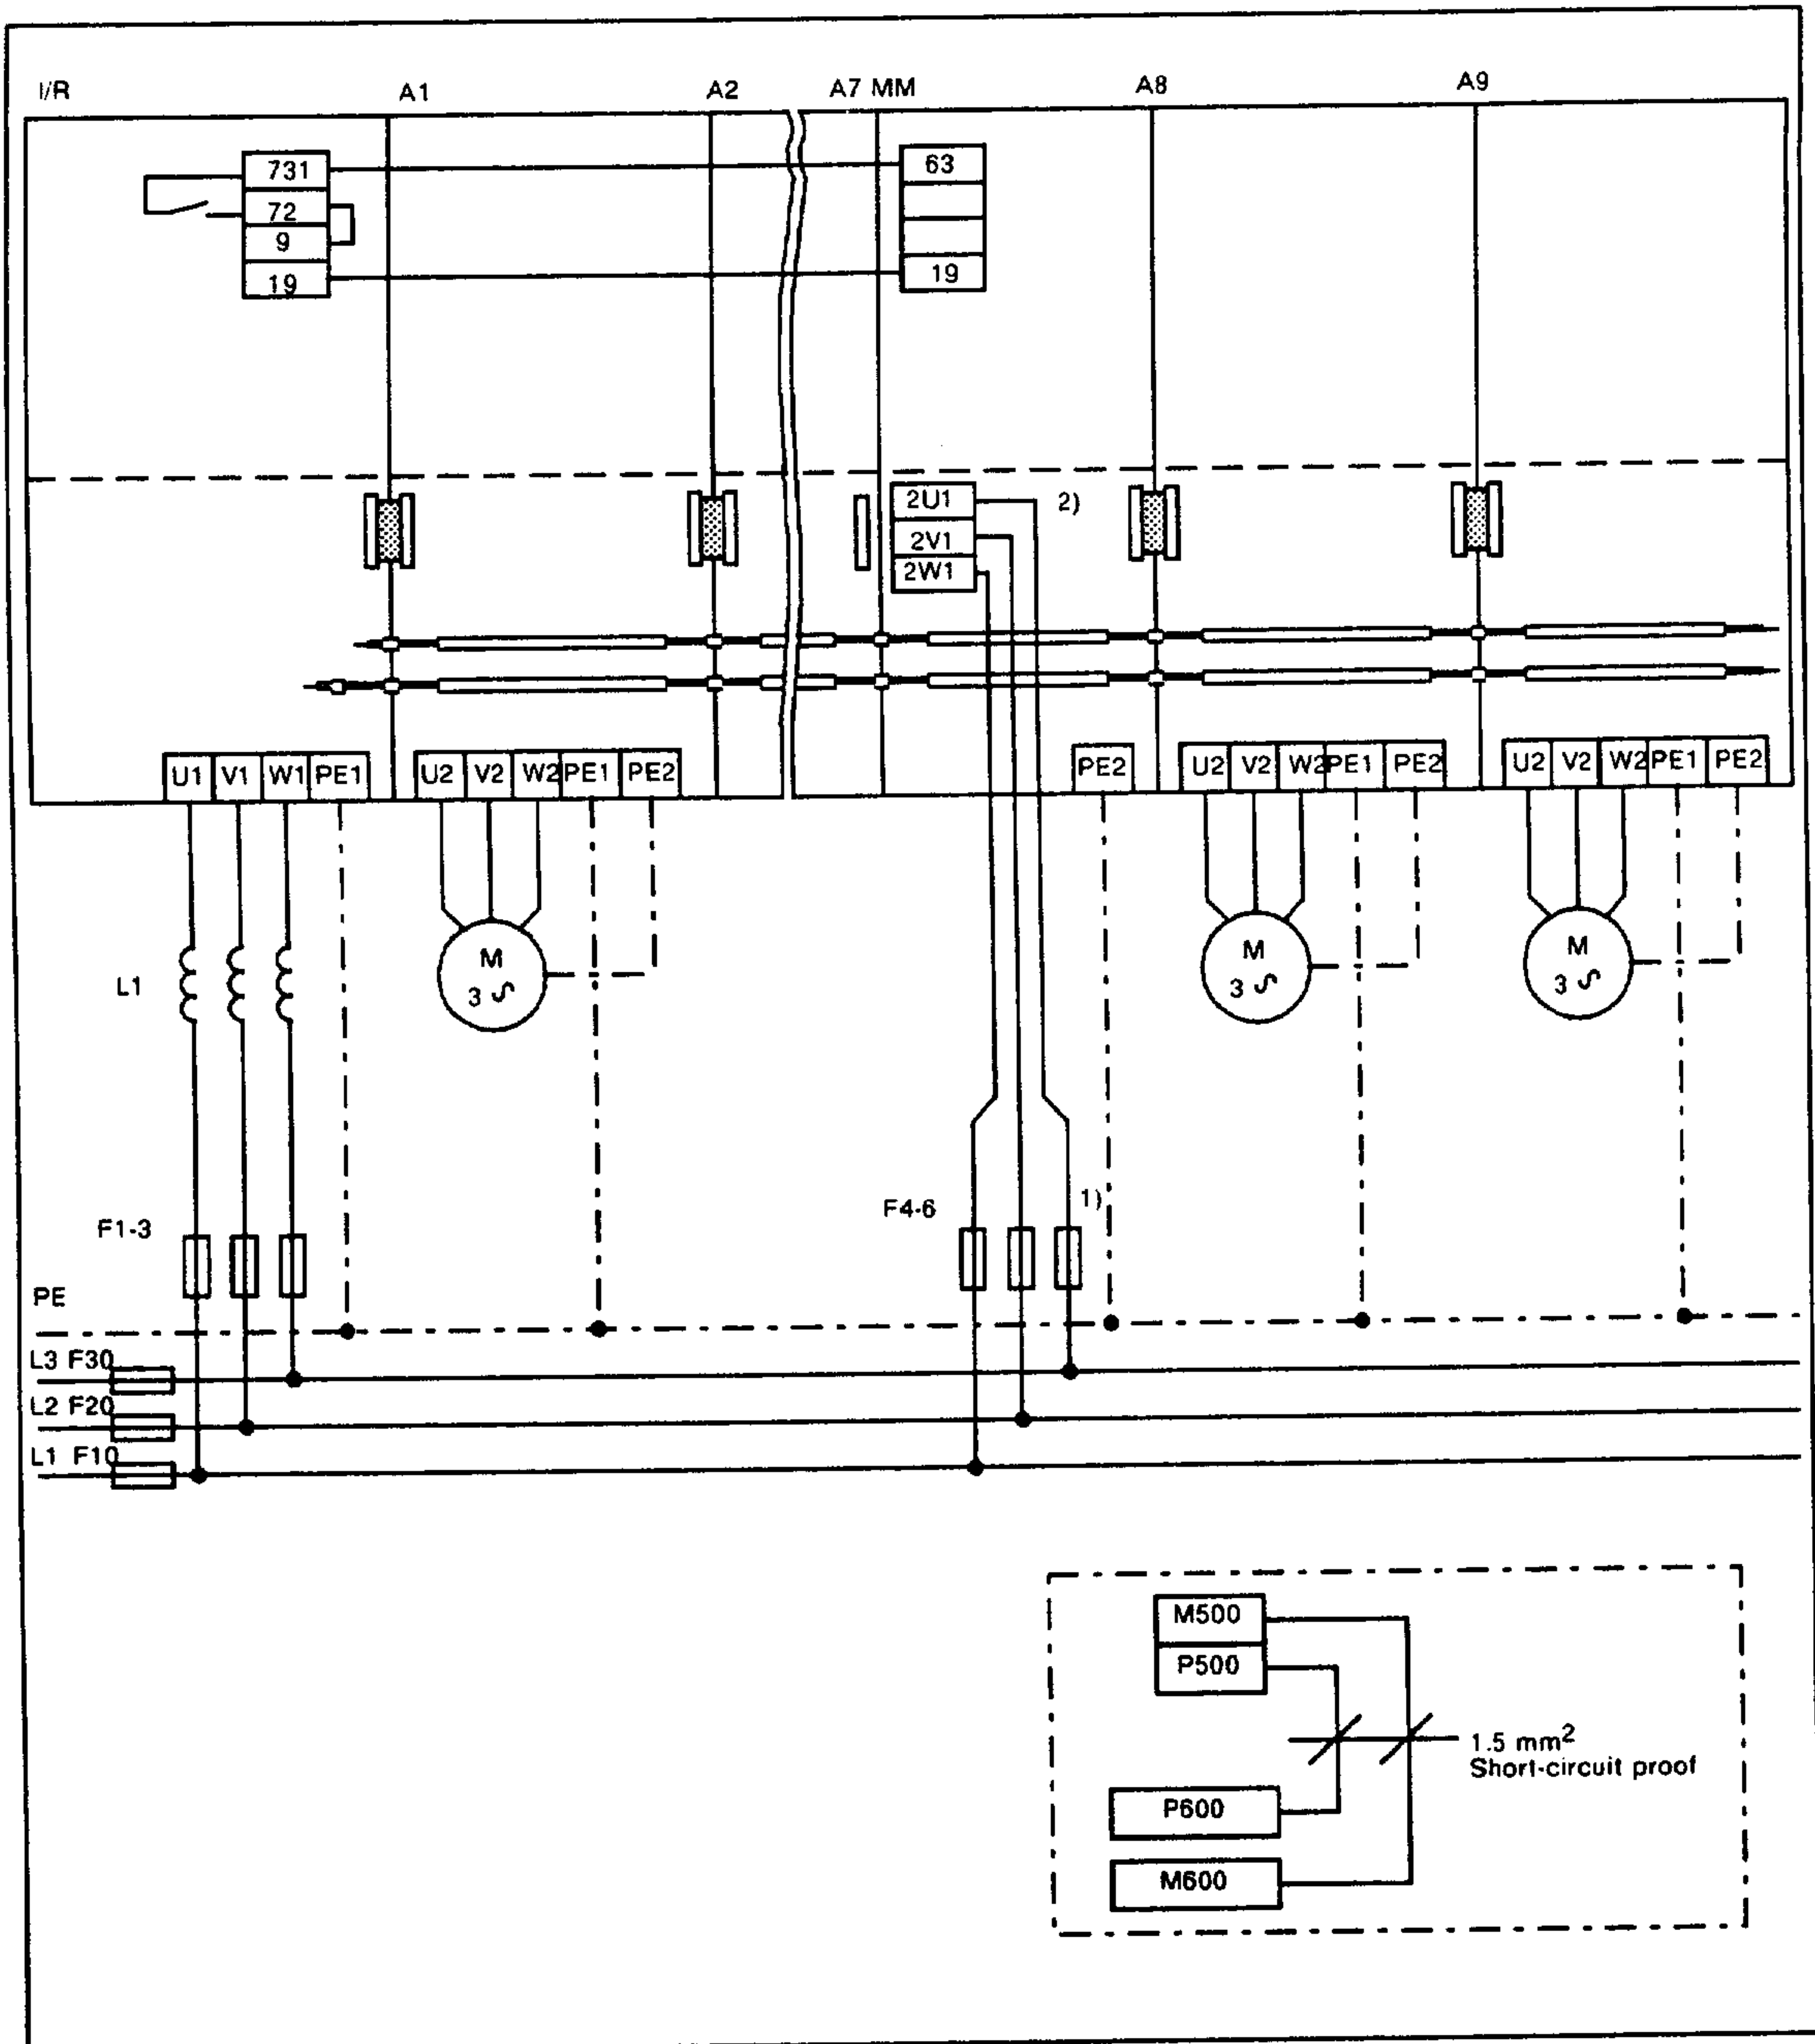 I/R A1 A2 A7 MM A8 A9
731 63
72
9
19 19
2U1 2)
2V1
2W1
U1 V1 W1 PE1 U2 V2 W2 PE1 PE2 PE2 U2 V2 W2 PE1 PE2 U2 V2 W2 PE1 PE2
M M M
L1 3 3 3
F4-6 1)
F1-3
PE
L3 F30
L2 F20
L1 F10
M500
P500
1.5 mm²
Short-circuit proof
P600
M600